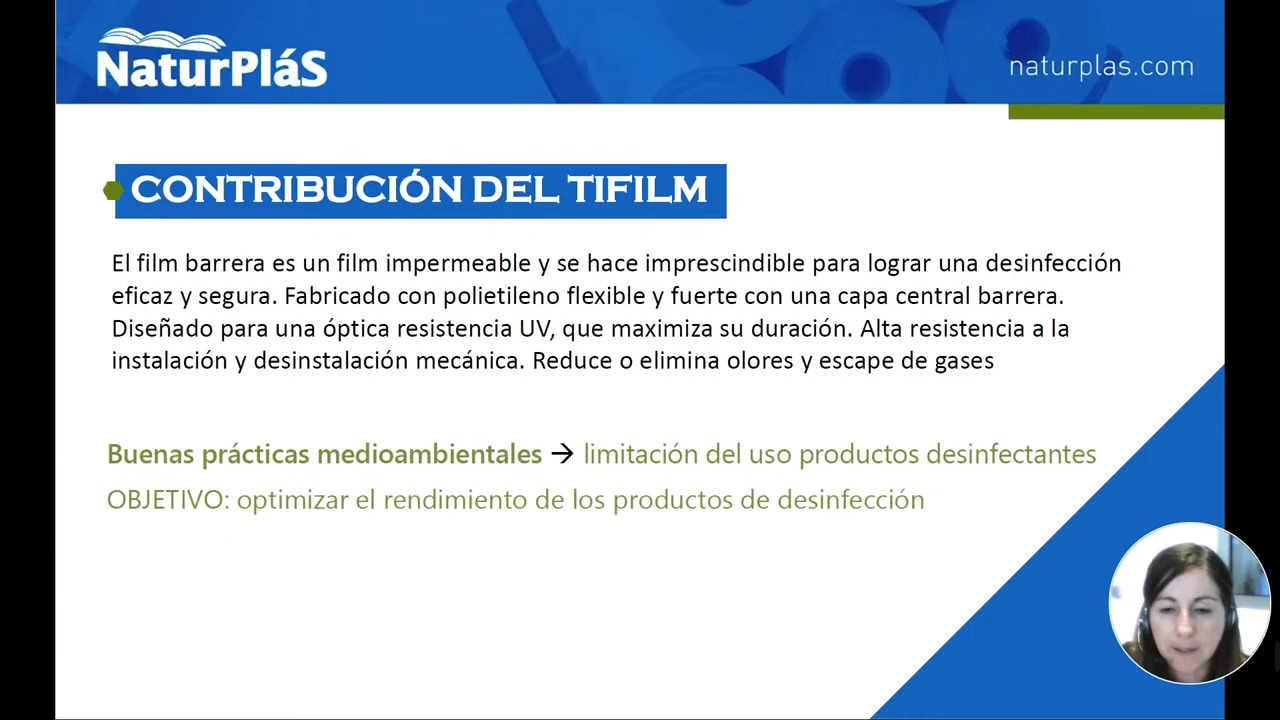 NaturPláS
naturplas.com
CONTRIBUCIÓN DEL TIFILM
El film barrera es un film impermeable y se hace imprescindible para lograr una desinfección
eficaz y segura. Fabricado con polietileno flexible y fuerte con una capa central barrera.
Diseñado para una óptica resistencia UV, que maximiza su duración. Alta resistencia a la
instalación y desinstalación mecánica. Reduce o elimina olores y escape de gases
Buenas prácticas medioambientales → limitación del uso productos desinfectantes
OBJETIVO: optimizar el rendimiento de los productos de desinfección